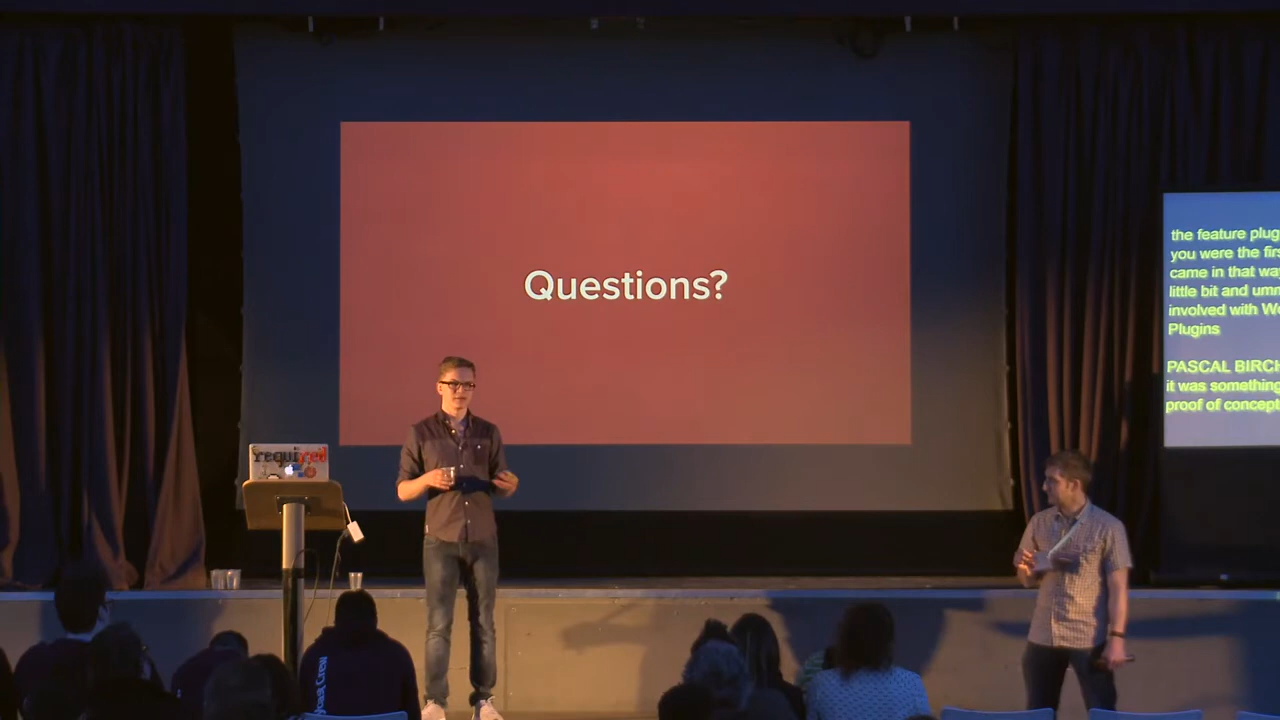 Questions?
the feature plug
you were the firs
came in that way
little bit and umm
involved with Wo
Plugins
PASCAL BIRCH
it was something
proof of concept
required